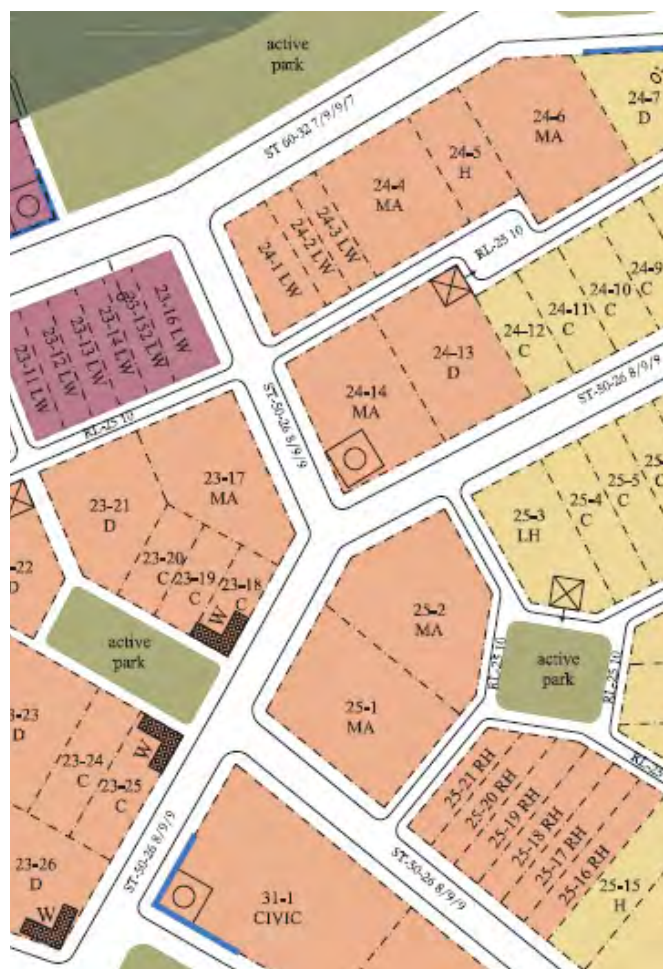 active
park
ST 60-32 7/9/9/7
24-7
D
24-6
MA
24-5
H
24-4
MA
24-3 LW
24-2 LW
24-1 LW
RL-25 10
24-9
C
24-10
C
24-11
C
24-12
C
24-13
D
24-14
MA
23-16 LW
23-152 LW
23-14 LW
23-13 LW
23-12 LW
23-11 LW
RL-25 10
ST-50-26 8/9/9
ST-50-26 8/9/9
23-17
MA
23-21
D
23-20
C
23-19
C
23-18
C
W
-22
D
active
park
25-5
C
25-4
C
25-3
LH
25-2
MA
25-1
MA
RL-25 10
active
park
RL-25 10
D
23-24
C
23-25
C
W
23-26
D
W
ST-50-26 8/9/9
25-21 RH
25-20 RH
25-19 RH
25-18 RH
25-17 RH
25-16 RH
25-15
H
ST-50-26 8/9/9
31-1
CIVIC